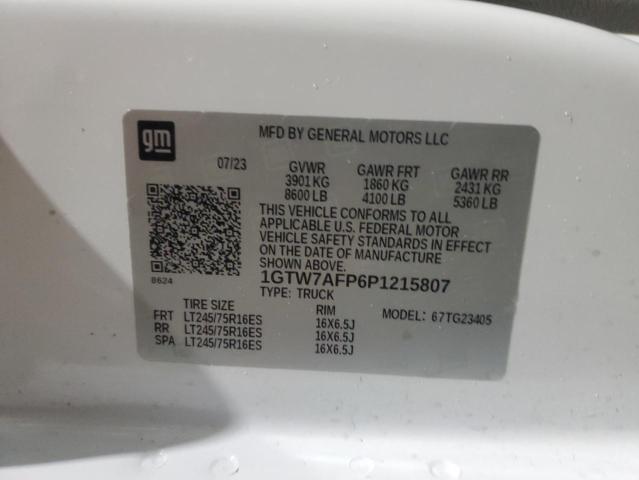 gm
MFD BY GENERAL MOTORS LLC
07/23 GVWR GAWR FRT GAWR RR
3901 KG 1860 KG 2431 KG
8600 LB 4100 LB 5360 LB
THIS VEHICLE CONFORMS TO ALL
APPLICABLE U.S. FEDERAL MOTOR
VEHICLE SAFETY STANDARDS IN EFFECT
ON THE DATE OF MANUFACTURE
SHOWN ABOVE.
8624
1GTW7AFP6P1215807
TYPE: TRUCK
TIRE SIZE RIM MODEL: 67TG23405
FRT LT245/75R16ES 16X6.5J
RR LT245/75R16ES 16X6.5J
SPA LT245/75R16ES 16X6.5J